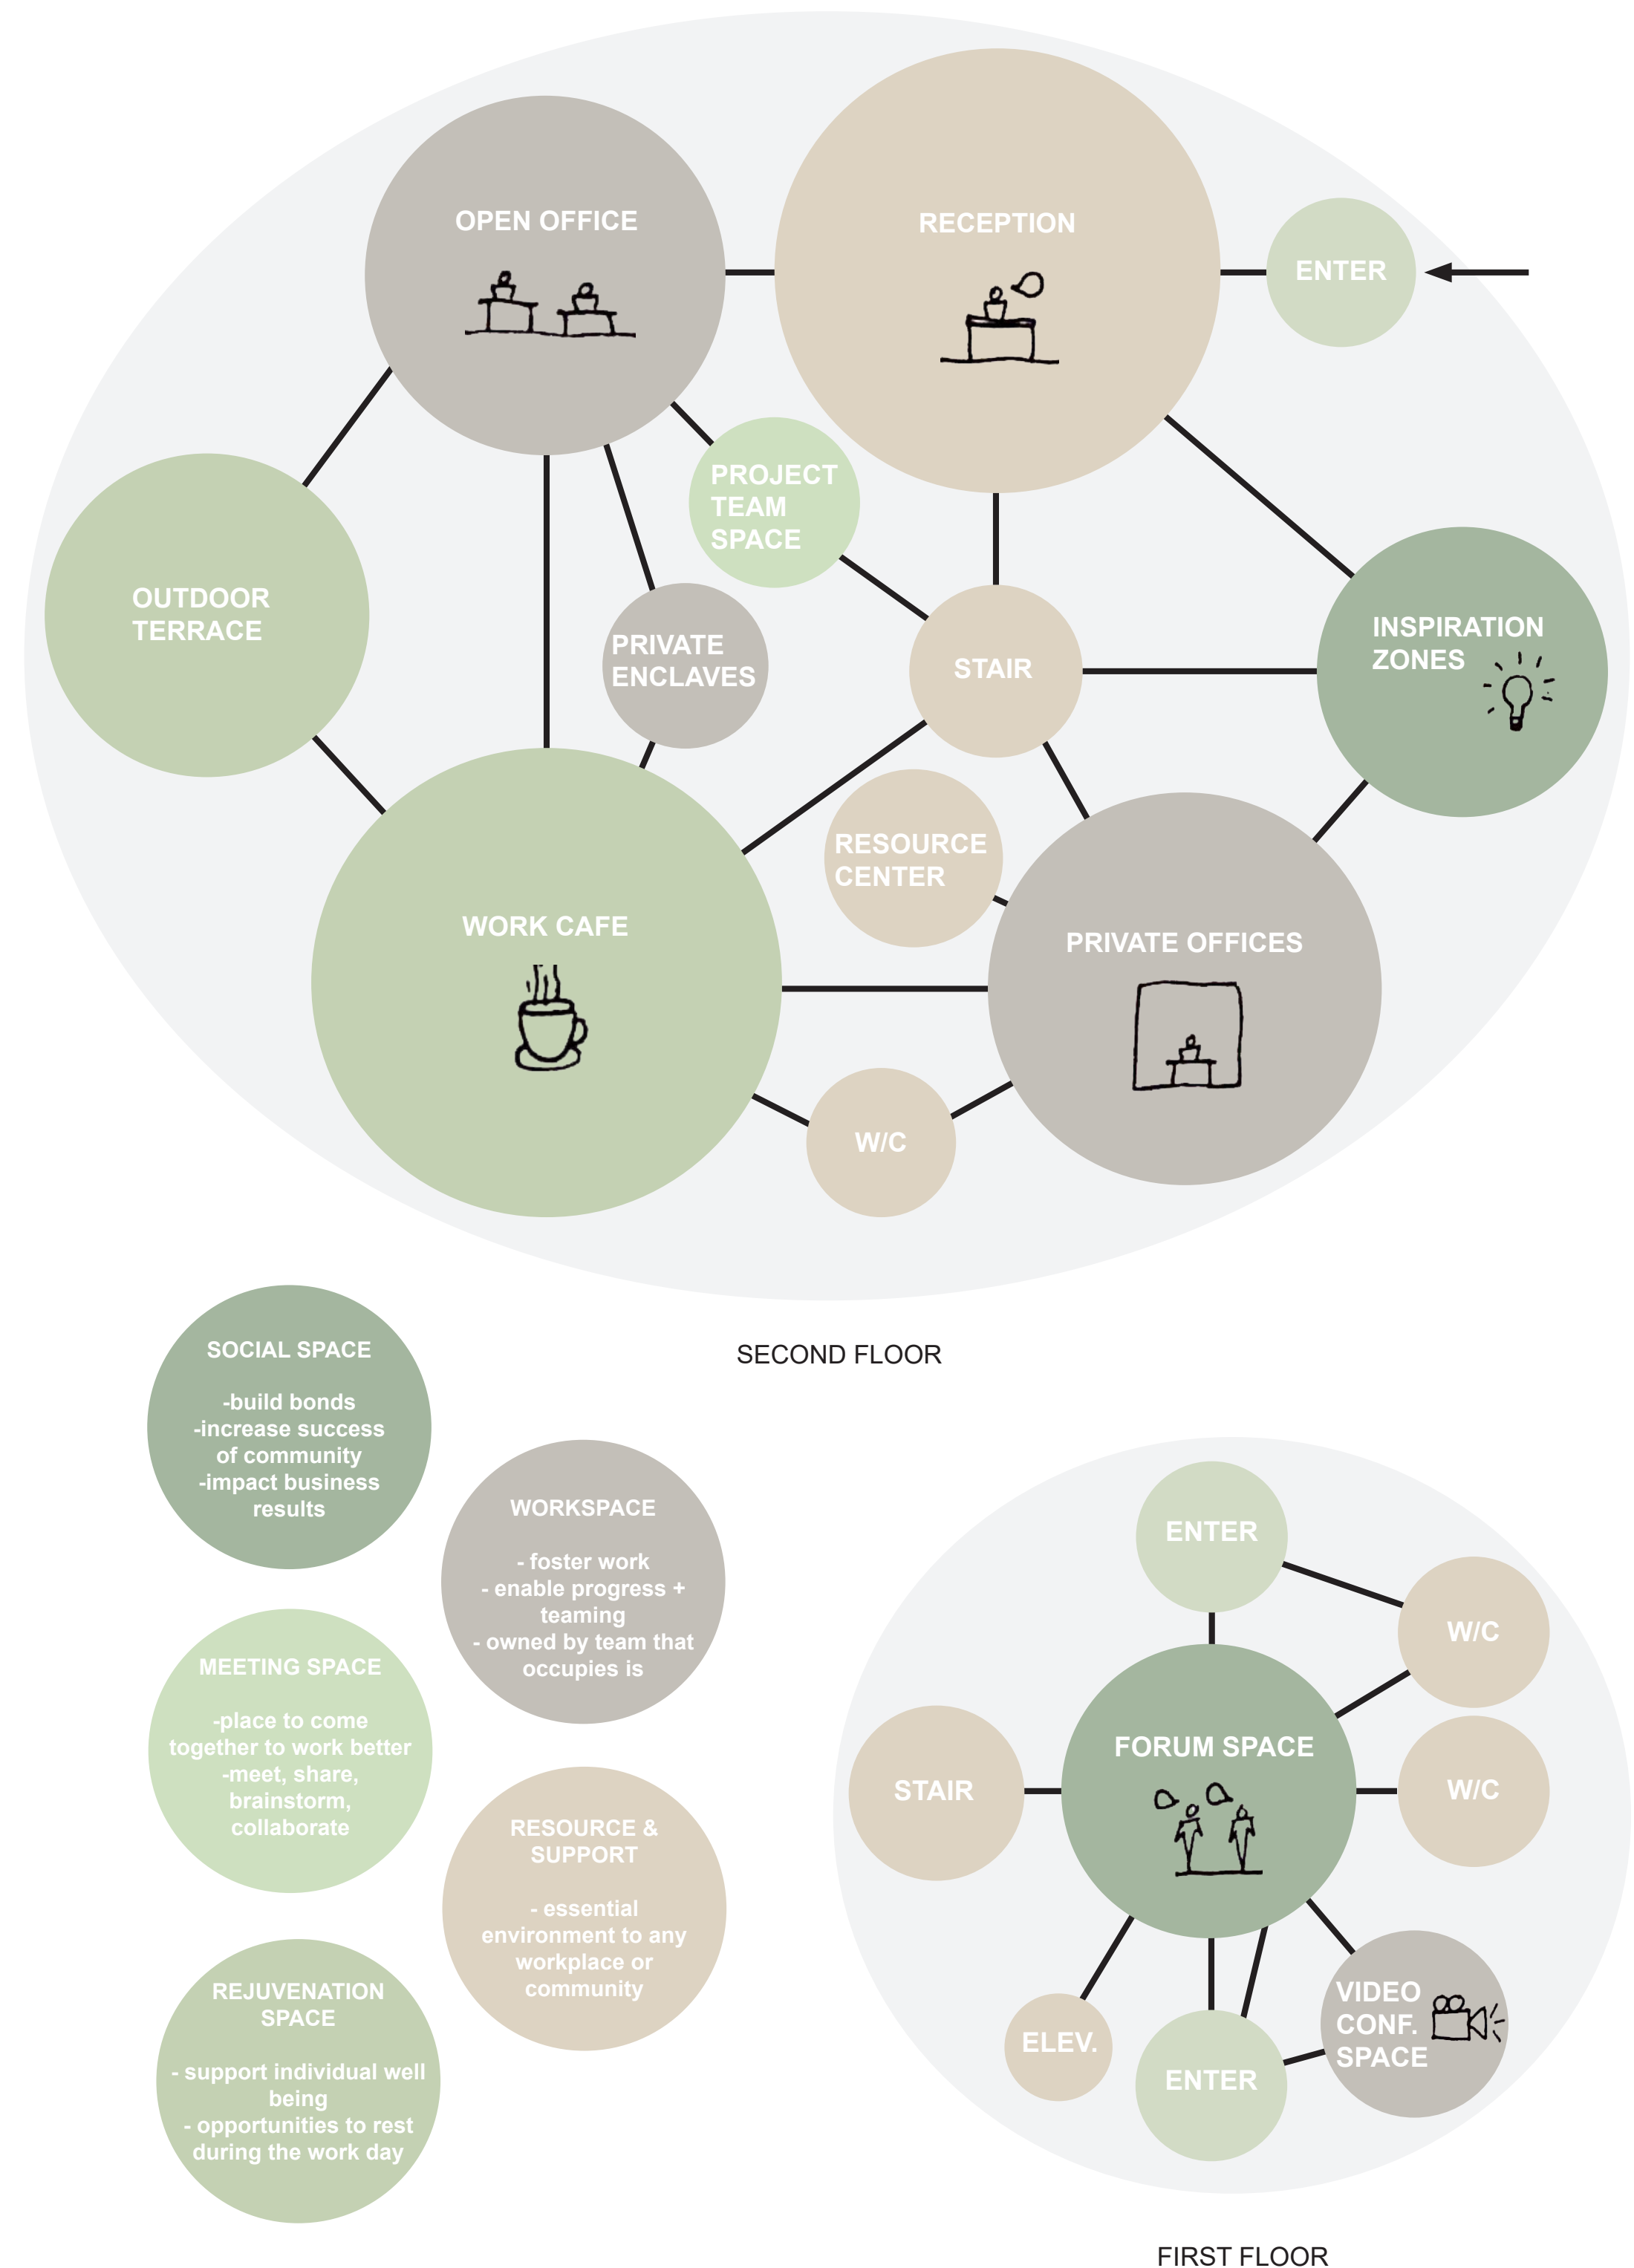 OPEN OFFICE
RECEPTION
ENTER
PROJECT
TEAM
SPACE
OUTDOOR
TERRACE
PRIVATE
ENCLAVES
STAIR
INSPIRATION
ZONES
RESOURCE
CENTER
WORK CAFE
PRIVATE OFFICES
W/C
SECOND FLOOR
SOCIAL SPACE
-build bonds
-increase success
of community
-impact business
results
WORKSPACE
- foster work
- enable progress +
teaming
- owned by team that
occupies is
MEETING SPACE
-place to come
together to work better
-meet, share,
brainstorm,
collaborate
RESOURCE &
SUPPORT
- essential
environment to any
workplace or
community
REJUVENATION
SPACE
- support individual well
being
- opportunities to rest
during the work day
ENTER
W/C
FORUM SPACE
STAIR
W/C
VIDEO
CONF.
SPACE
ELEV.
ENTER
FIRST FLOOR